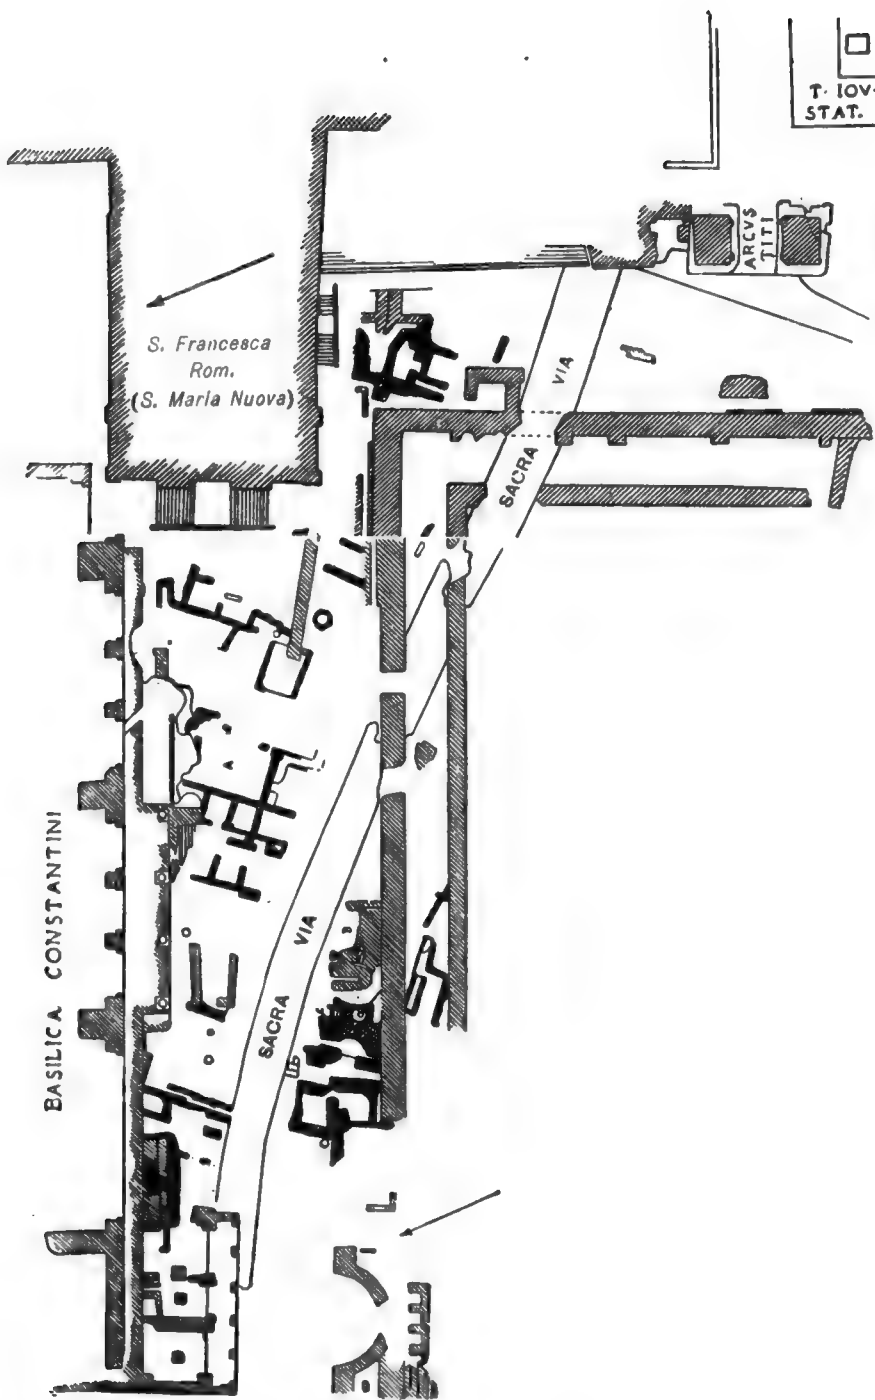 T. IOV.
STAT.
ARCVS
TITI
S. Francesca
Rom.
(S. Maria Nuova)
VIA
SACRA
BASILICA CONSTANTINI
VIA
SACRA